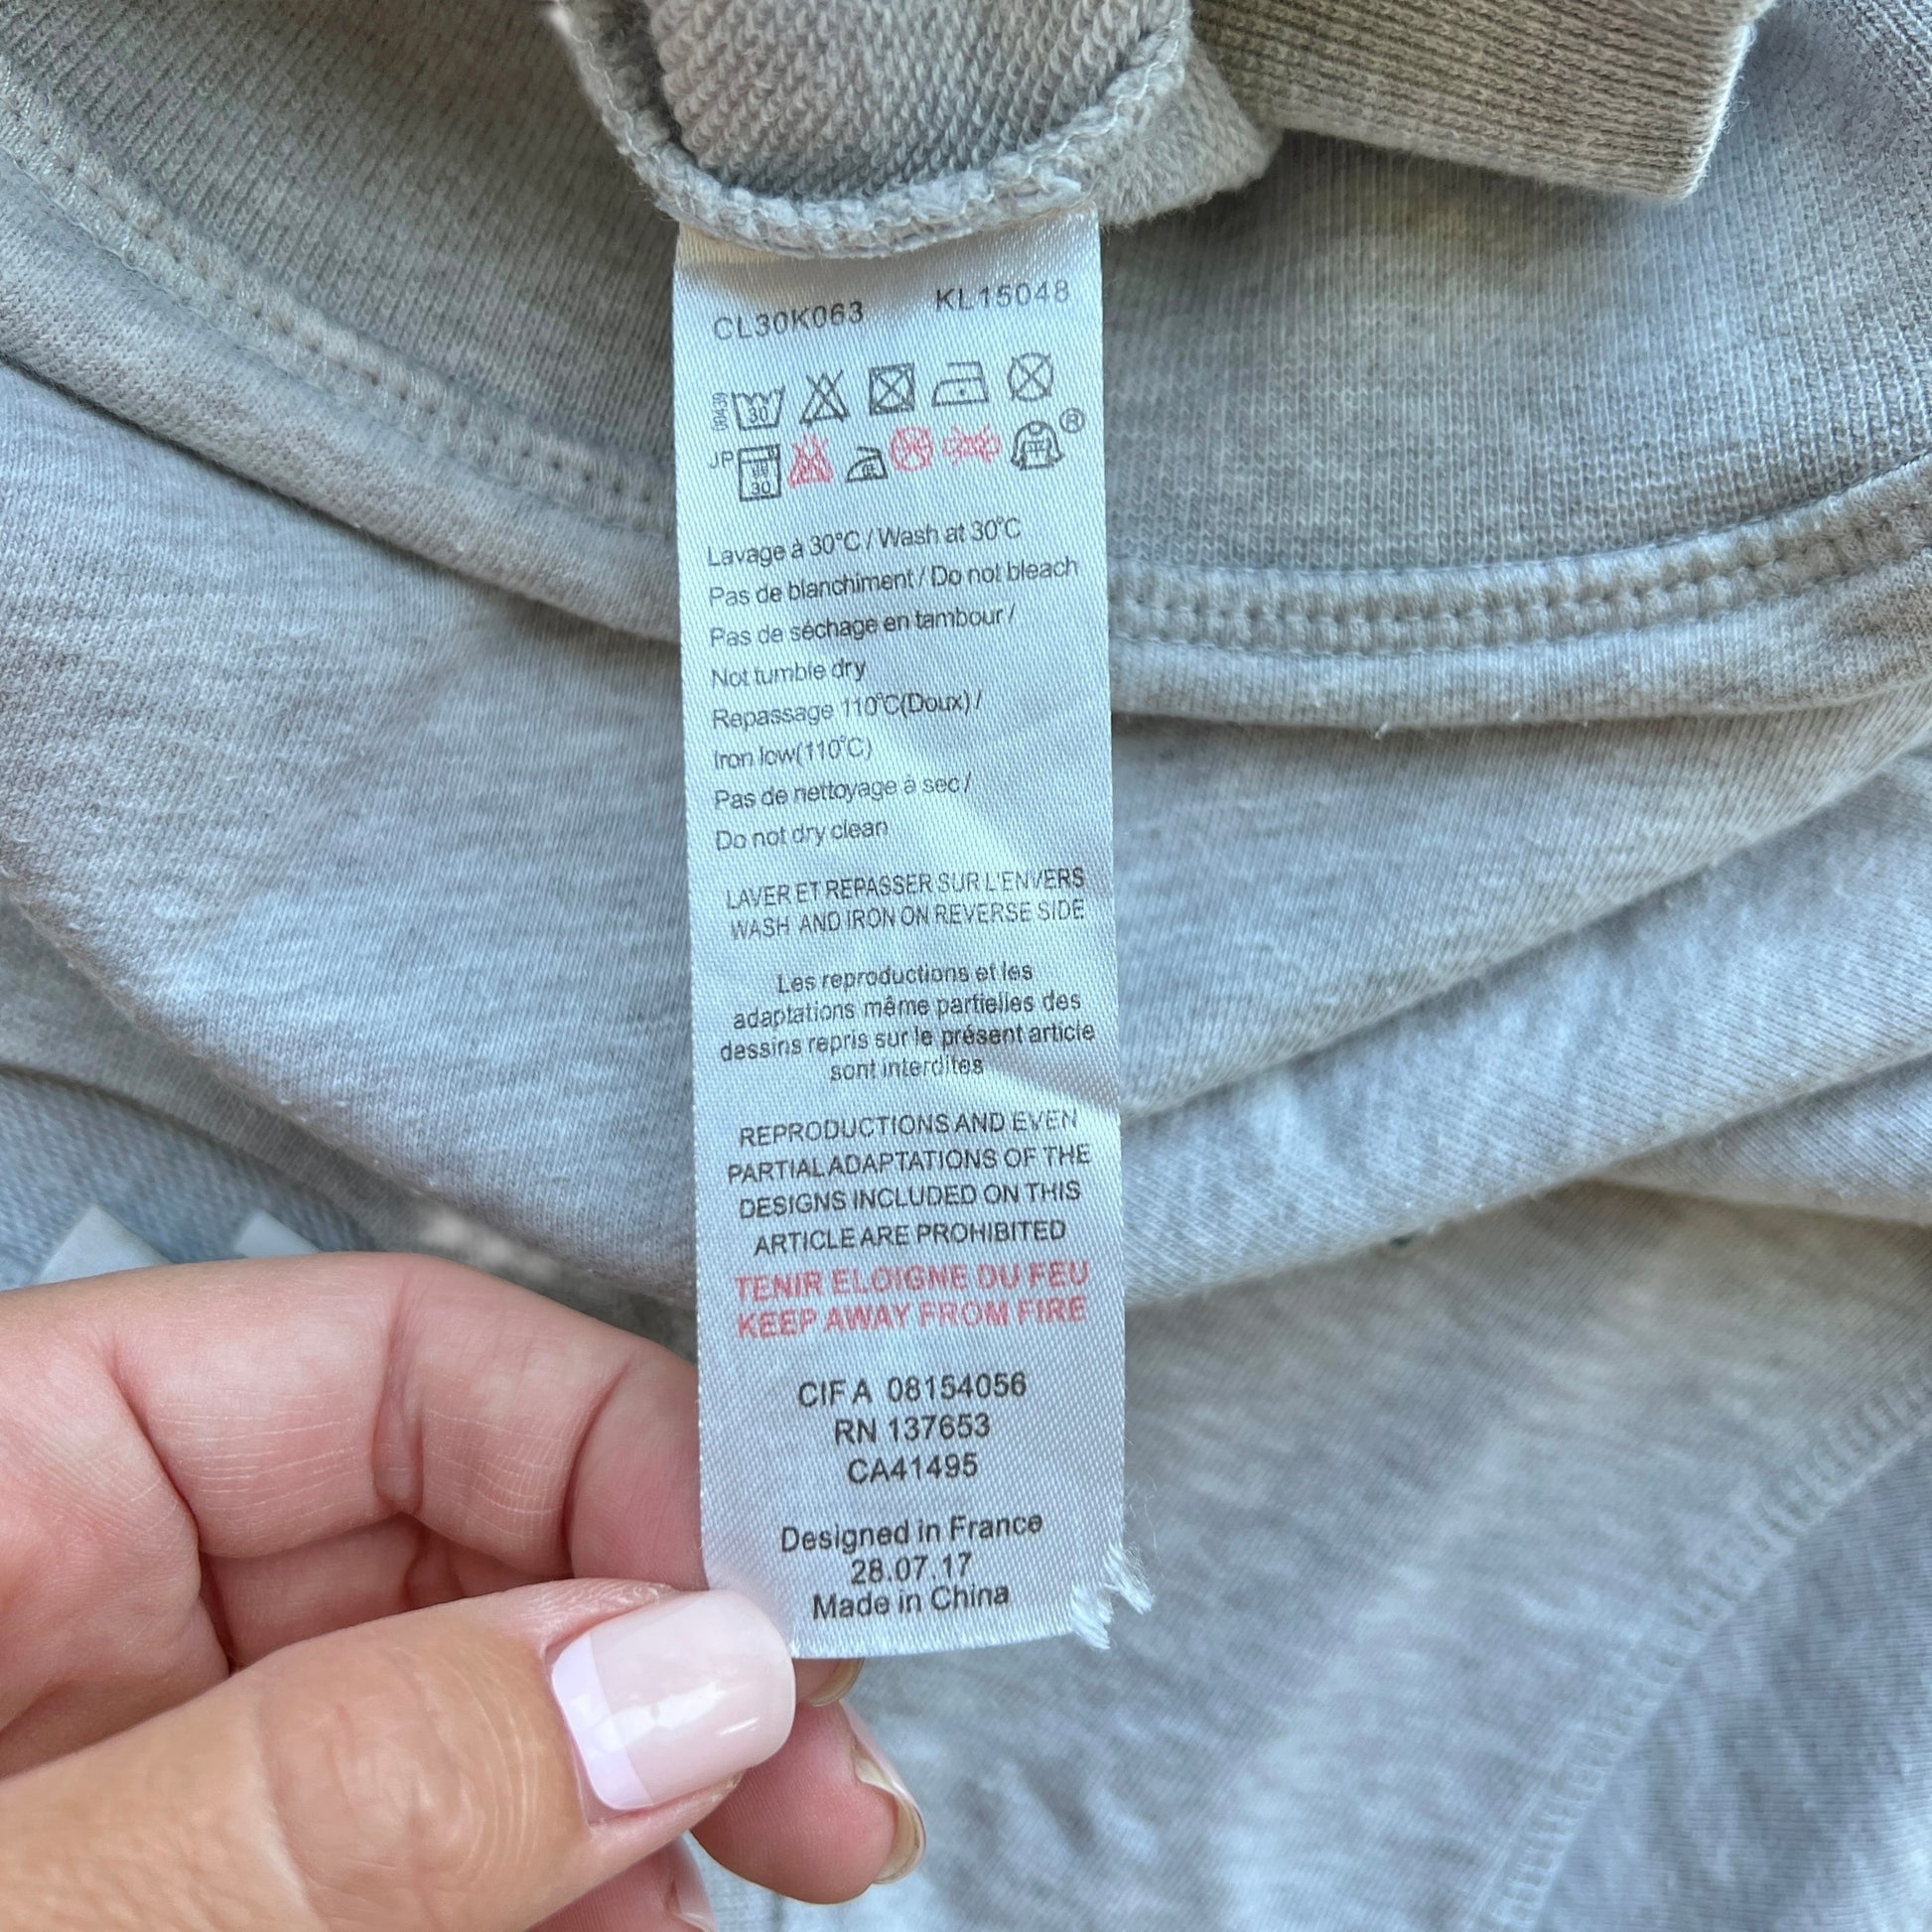 CL30K063 KL15048
30
JP
30
®
Lavage à 30°C / Wash at 30°C
Pas de blanchiment / Do not bleach
Pas de séchage en tambour /
Not tumble dry
Repassage 110°C(Doux) /
Iron low(110°C)
Pas de nettoyage à sec /
Do not dry clean
LAVER ET REPASSER SUR L'ENVERS
WASH AND IRON ON REVERSE SIDE
Les reproductions et les
adaptations même partielles des
dessins repris sur le présent article
sont interdites
REPRODUCTIONS AND EVEN
PARTIAL ADAPTATIONS OF THE
DESIGNS INCLUDED ON THIS
ARTICLE ARE PROHIBITED
TENIR ELOIGNE DU FEU
KEEP AWAY FROM FIRE
CIF A 08154056
RN 137653
CA41495
Designed in France
28.07.17
Made in China